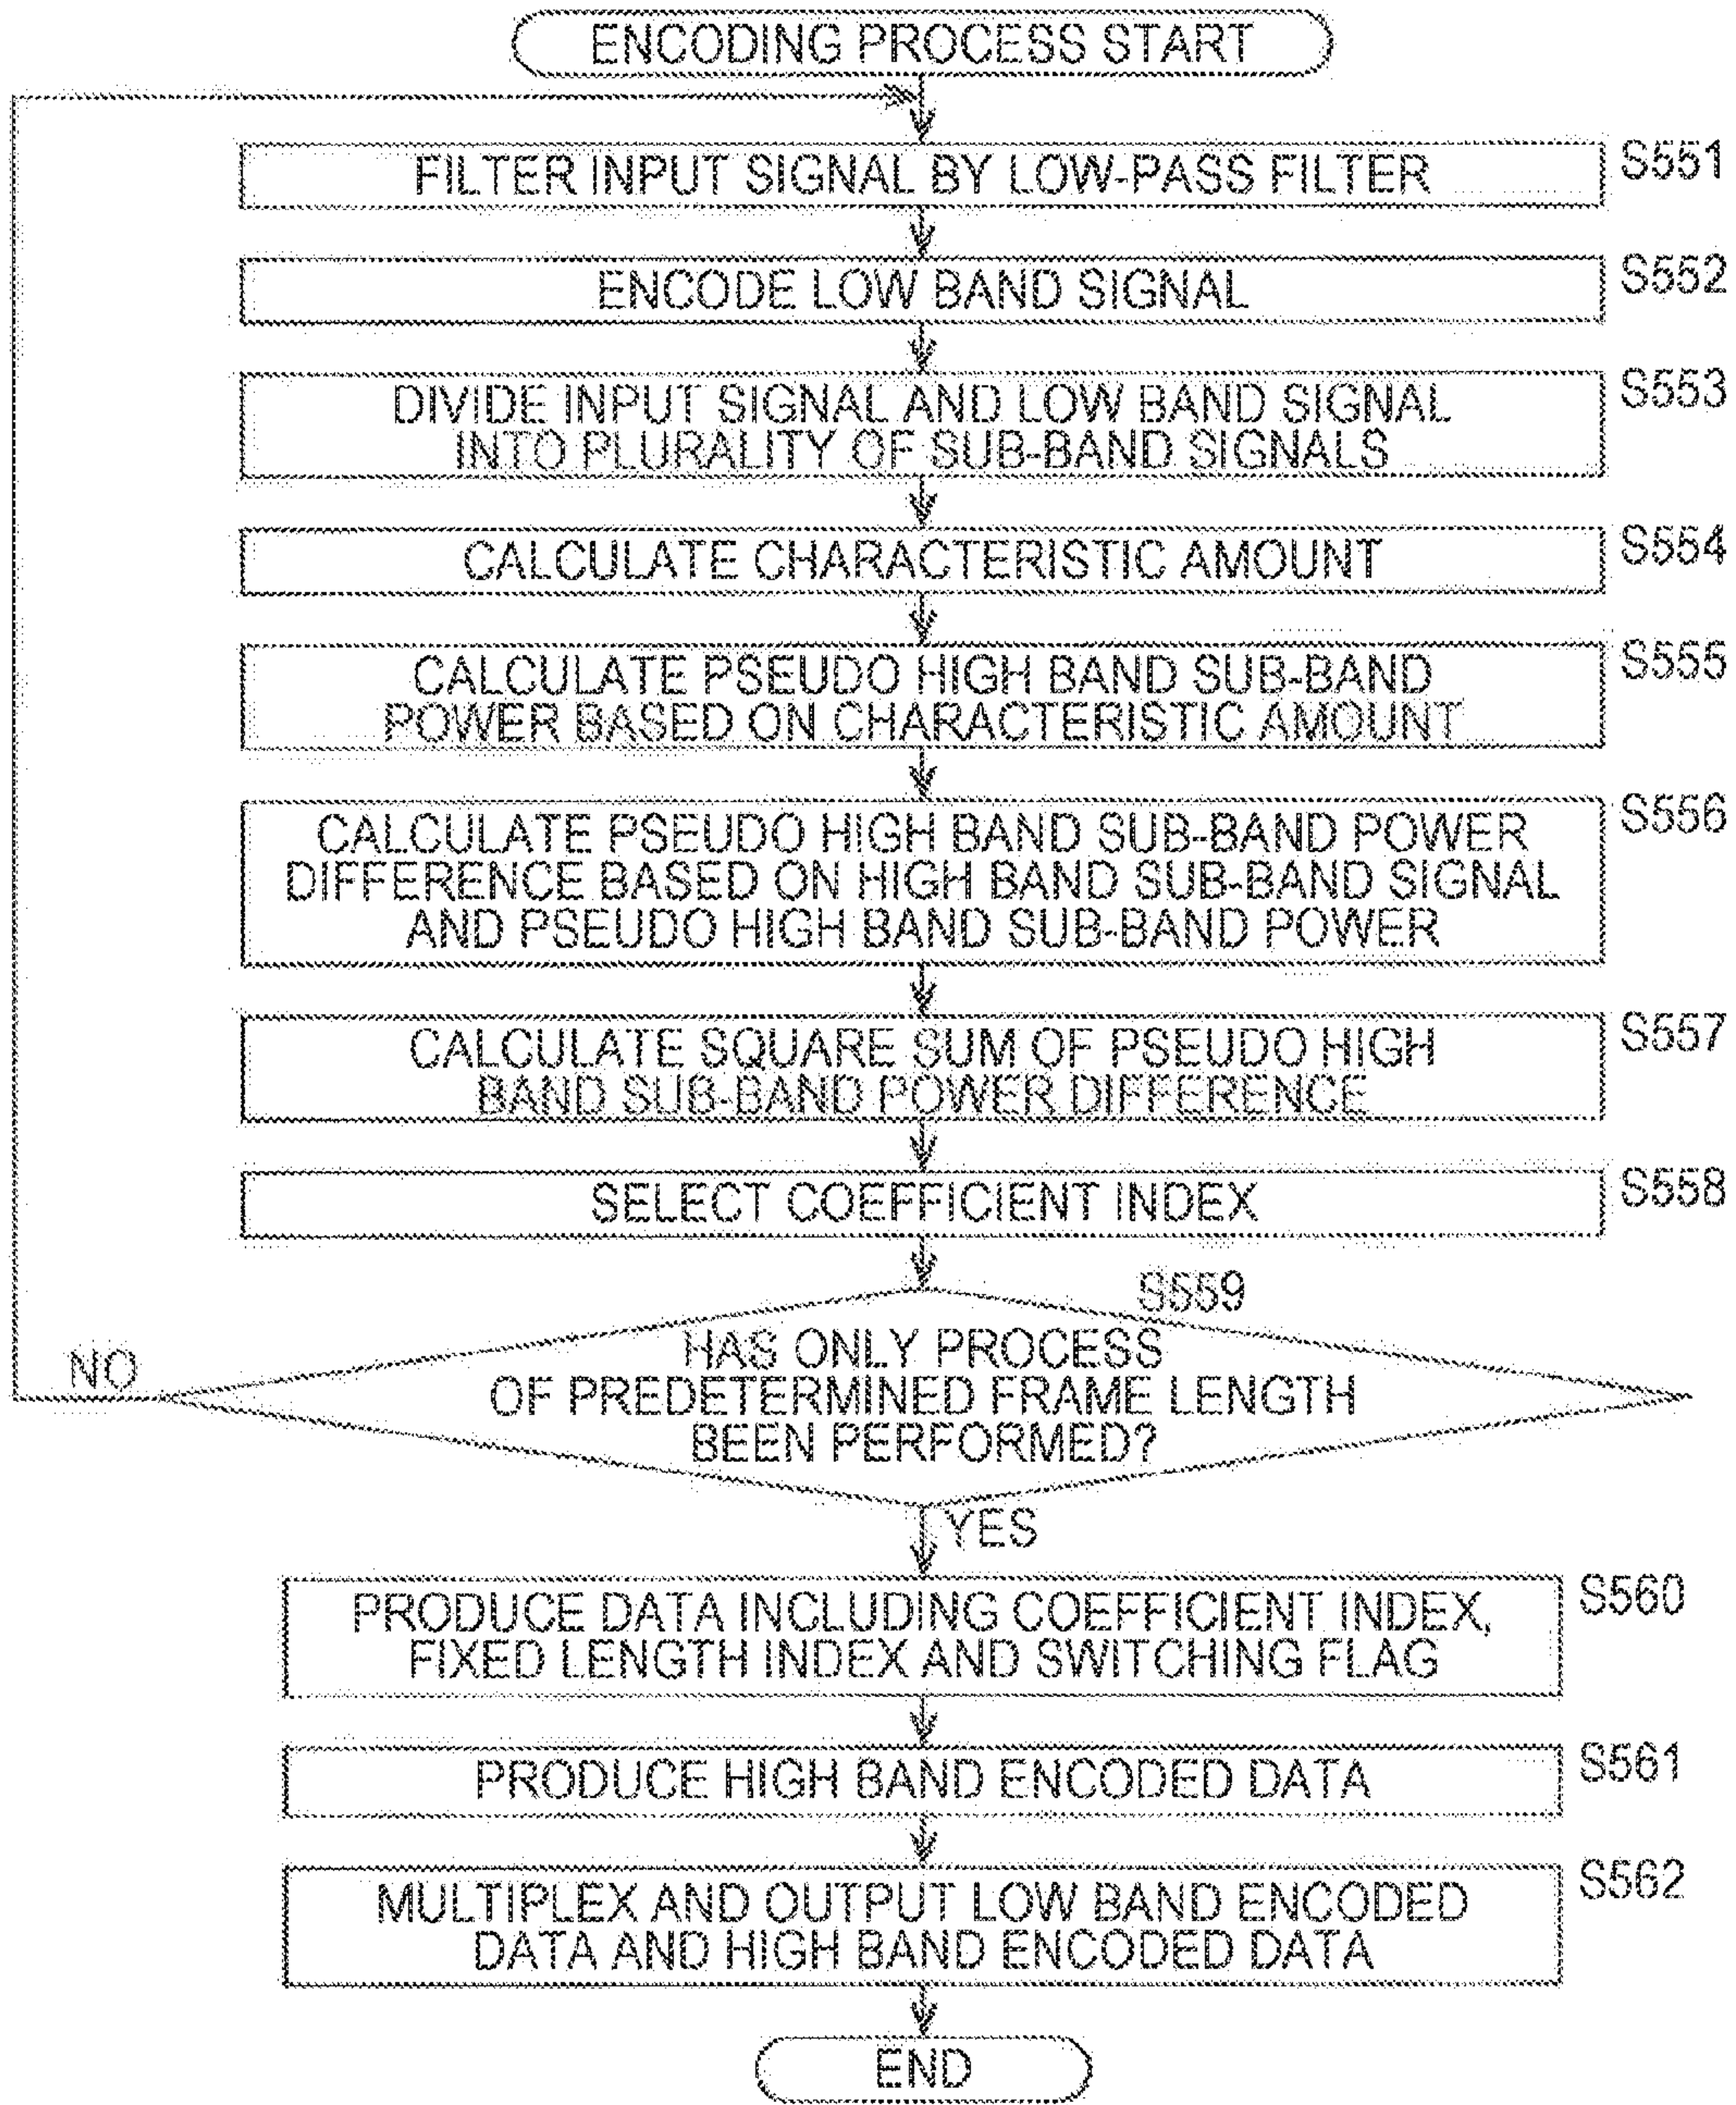 ENCODING PROCESS START
FILTER INPUT SIGNAL BY LOW-PASS FILTER
S551
ENCODE LOW BAND SIGNAL
S552
DIVIDE INPUT SIGNAL AND LOW BAND SIGNAL
INTO PLURALITY OF SUB-BAND SIGNALS
S553
CALCULATE CHARACTERISTIC AMOUNT
S554
CALCULATE PSEUDO HIGH BAND SUB-BAND
POWER BASED ON CHARACTERISTIC AMOUNT
S555
CALCULATE PSEUDO HIGH BAND SUB-BAND POWER
DIFFERENCE BASED ON HIGH BAND SUB-BAND SIGNAL
AND PSEUDO HIGH BAND SUB-BAND POWER
S556
CALCULATE SQUARE SUM OF PSEUDO HIGH
BAND SUB-BAND POWER DIFFERENCE
S557
SELECT COEFFICIENT INDEX
S558
S559
HAS ONLY PROCESS
OF PREDETERMINED FRAME LENGTH
BEEN PERFORMED?
NO
YES
PRODUCE DATA INCLUDING COEFFICIENT INDEX,
FIXED LENGTH INDEX AND SWITCHING FLAG
S560
PRODUCE HIGH BAND ENCODED DATA
S561
MULTIPLEX AND OUTPUT LOW BAND ENCODED
DATA AND HIGH BAND ENCODED DATA
S562
END